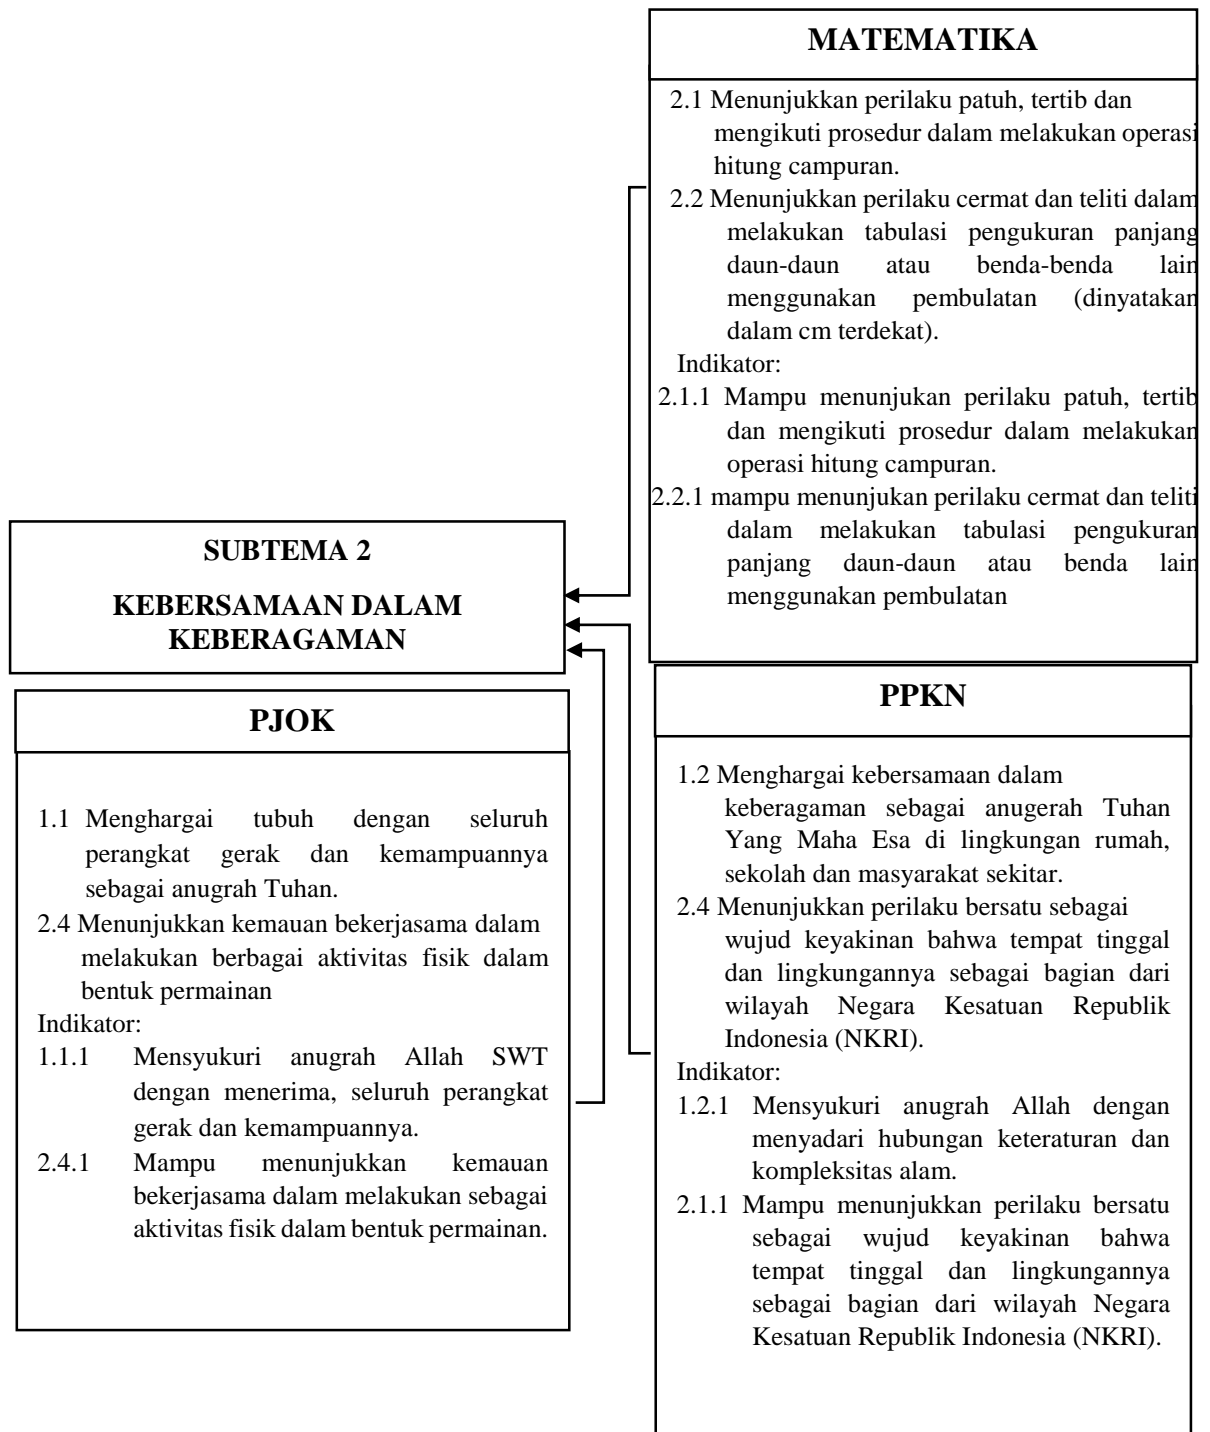 MATEMATIKA
2.1 Menunjukkan perilaku patuh, tertib dan
mengikuti prosedur dalam melakukan operasi
hitung campuran.
2.2 Menunjukkan perilaku cermat dan teliti dalam
melakukan tabulasi pengukuran panjang
daun-daun atau benda-benda lain
menggunakan pembulatan (dinyatakan
dalam cm terdekat).
Indikator:
2.1.1 Mampu menunjukan perilaku patuh, tertib
dan mengikuti prosedur dalam melakukan
operasi hitung campuran.
2.2.1 mampu menunjukan perilaku cermat dan teliti
dalam melakukan tabulasi pengukuran
panjang daun-daun atau benda lain
menggunakan pembulatan
SUBTEMA 2
KEBERSAMAAN DALAM
KEBERAGAMAN
PJOK
1.1 Menghargai tubuh dengan seluruh
perangkat gerak dan kemampuannya
sebagai anugrah Tuhan.
2.4 Menunjukkan kemauan bekerjasama dalam
melakukan berbagai aktivitas fisik dalam
bentuk permainan
Indikator:
1.1.1 Mensyukuri anugrah Allah SWT
dengan menerima, seluruh perangkat
gerak dan kemampuannya.
2.4.1 Mampu menunjukkan kemauan
bekerjasama dalam melakukan sebagai
aktivitas fisik dalam bentuk permainan.
PPKN
1.2 Menghargai kebersamaan dalam
keberagaman sebagai anugerah Tuhan
Yang Maha Esa di lingkungan rumah,
sekolah dan masyarakat sekitar.
2.4 Menunjukkan perilaku bersatu sebagai
wujud keyakinan bahwa tempat tinggal
dan lingkungannya sebagai bagian dari
wilayah Negara Kesatuan Republik
Indonesia (NKRI).
Indikator:
1.2.1 Mensyukuri anugrah Allah dengan
menyadari hubungan keteraturan dan
kompleksitas alam.
2.1.1 Mampu menunjukkan perilaku bersatu
sebagai wujud keyakinan bahwa
tempat tinggal dan lingkungannya
sebagai bagian dari wilayah Negara
Kesatuan Republik Indonesia (NKRI).